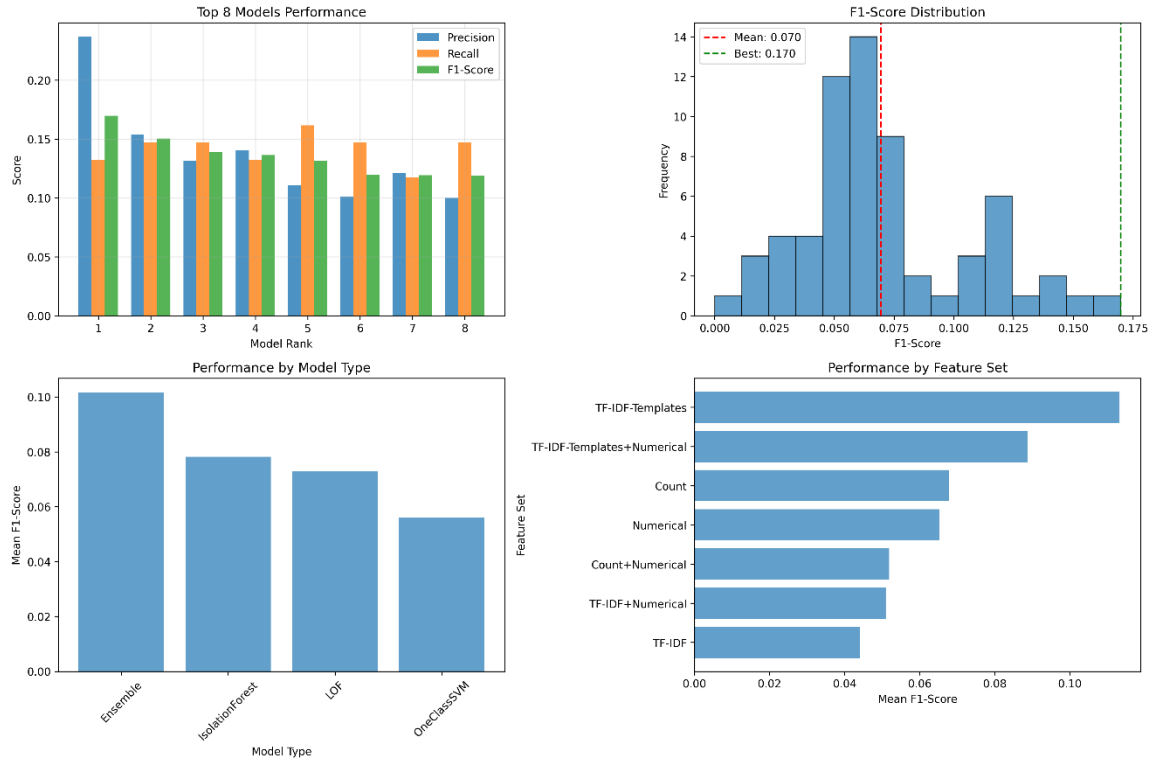 Top 8 Models Performance
Precision
Recall
F1-Score
Score
0.20
0.15
0.10
0.05
0.00
1 2 3 4 5 6 7 8
Model Rank
F1-Score Distribution
Mean: 0.070
Best: 0.170
Frequency
14
12
10
8
6
4
2
0
0.000 0.025 0.050 0.075 0.100 0.125 0.150 0.175
F1-Score
Performance by Model Type
Mean F1-Score
0.10
0.08
0.06
0.04
0.02
0.00
Ensemble
IsolationForest
LOF
OneClassSVM
Model Type
Performance by Feature Set
Feature Set
TF-IDF-Templates
TF-IDF-Templates+Numerical
Count
Numerical
Count+Numerical
TF-IDF+Numerical
TF-IDF
0.00 0.02 0.04 0.06 0.08 0.10
Mean F1-Score